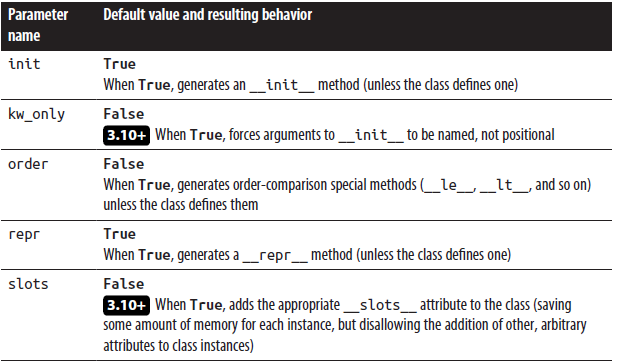 Parameter Default value and resulting behavior
name
init True
When True, generates an __init__ method (unless the class defines one)
kw_only False
3.10+ When True, forces arguments to __init__ to be named, not positional
order False
When True, generates order-comparison special methods (__le__, __lt__, and so on)
unless the class defines them
repr True
When True, generates a __repr__ method (unless the class defines one)
slots False
3.10+ When True, adds the appropriate __slots__ attribute to the class (saving
some amount of memory for each instance, but disallowing the addition of other, arbitrary
attributes to class instances)